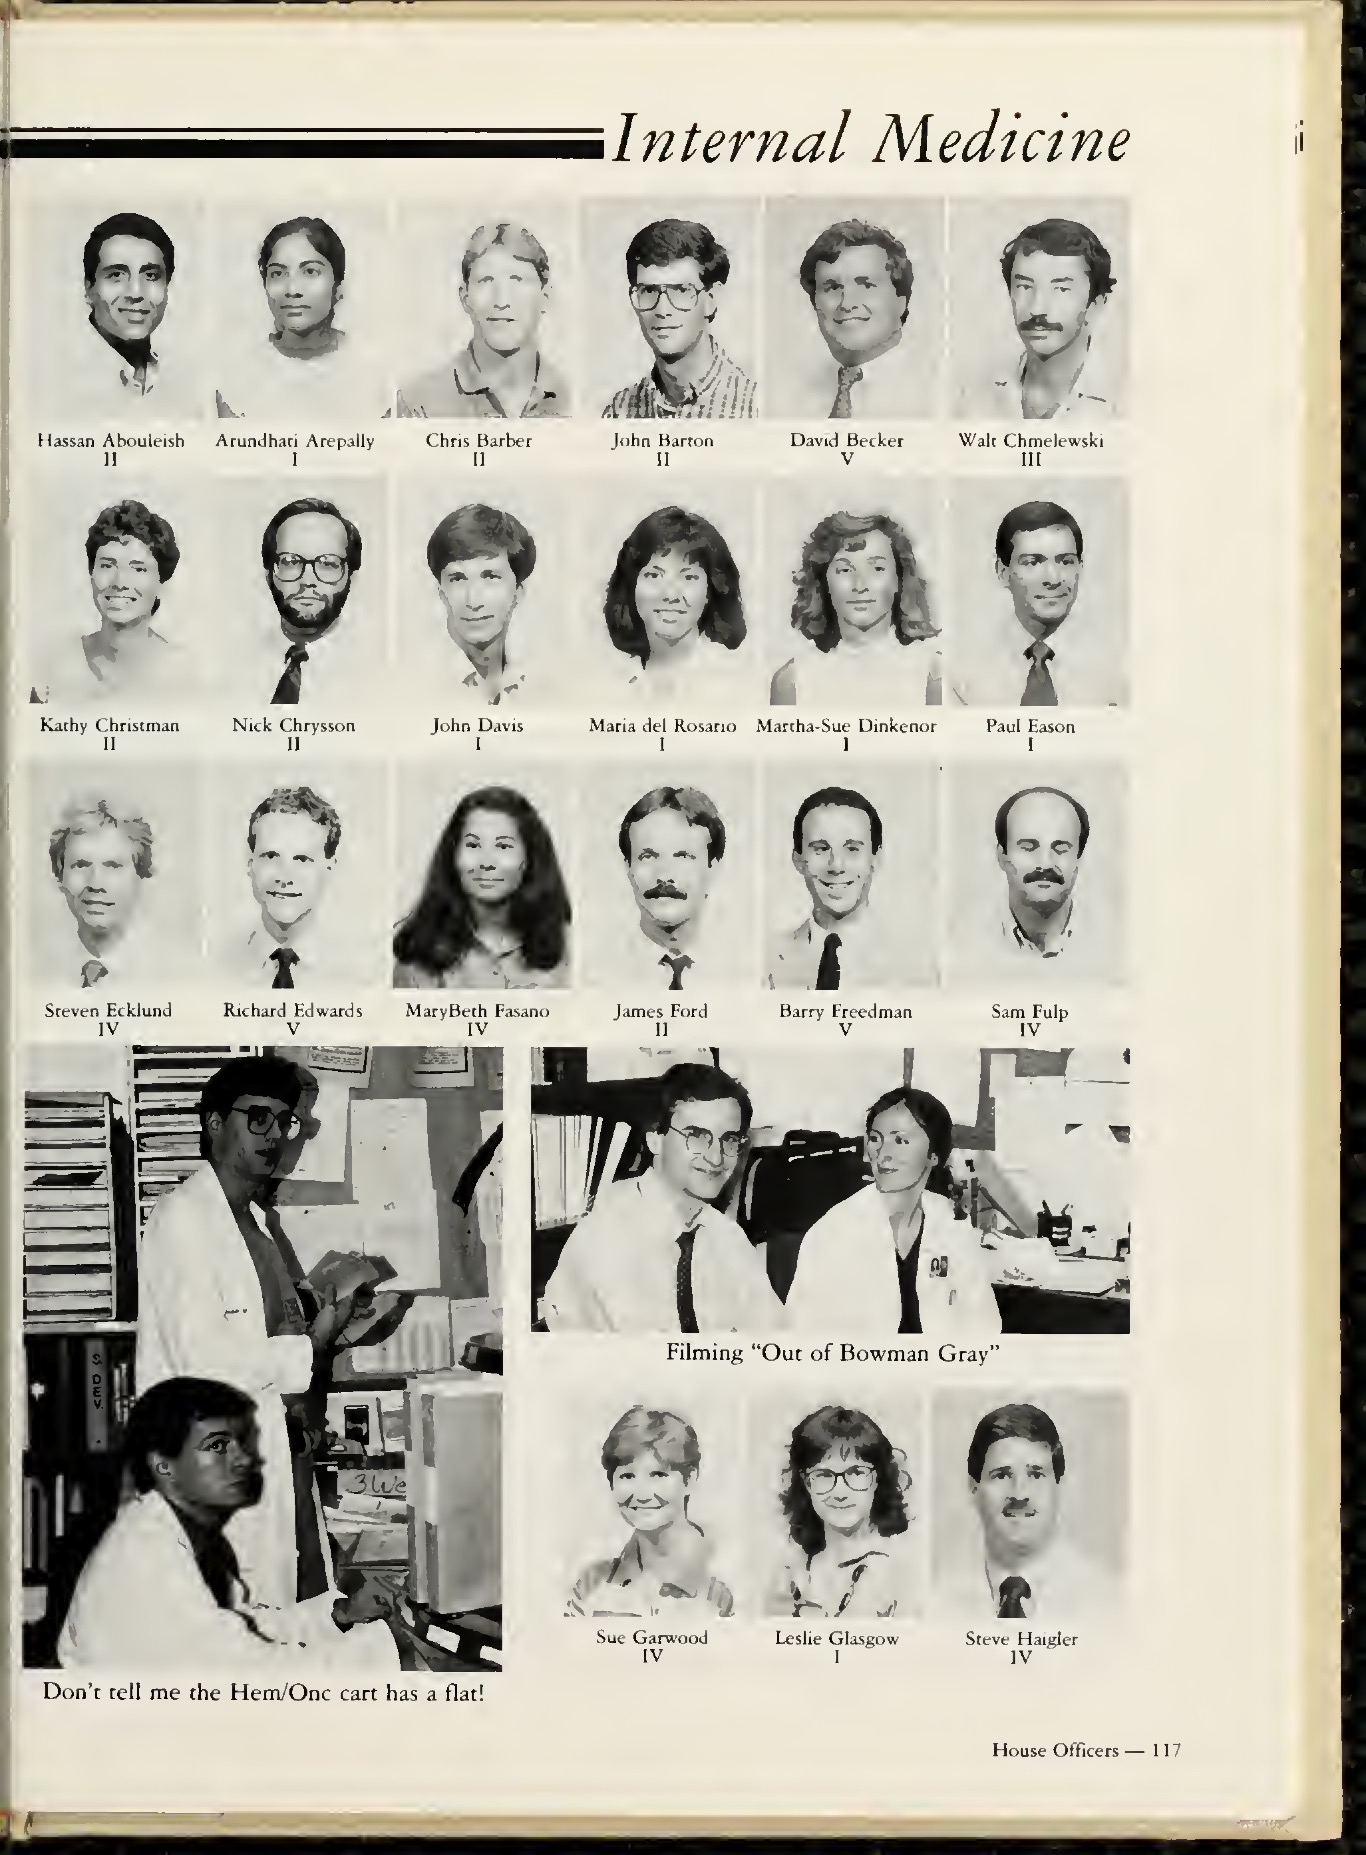 Internal Medicine
Hassan Abouleish Arundhati Arepally Chris Barber John Barton David Becker Walt Chmelewski
II I II II V III
Kathy Christman Nick Chrysson John Davis Maria del Rosario Martha-Sue Dinkenor Paul Eason
II II I I I I
Steven Ecklund Richard Edwards MaryBeth Fasano James Ford Barry Freedman Sam Fulp
IV V IV II V IV
S. DEV.
3We
Filming "Out of Bowman Gray"
Sue Garwood Leslie Glasgow Steve Haigler
IV I IV
Don't tell me the Hem/Onc cart has a flat!
House Officers — 117